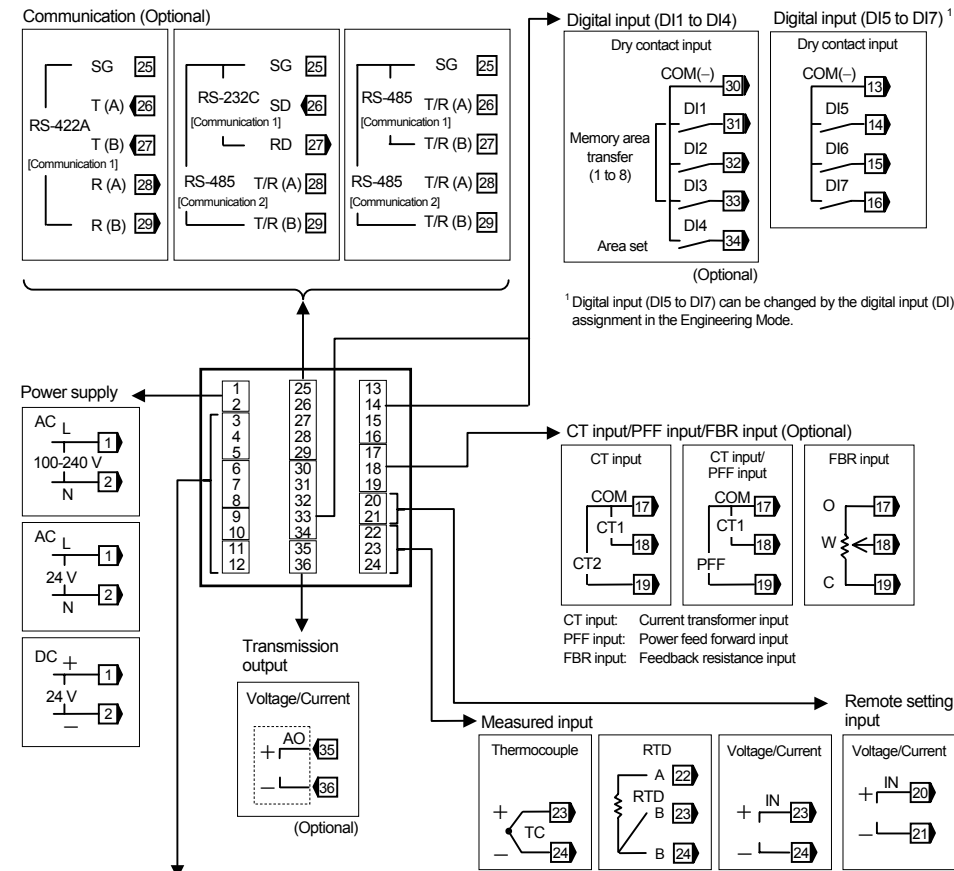 Communication (Optional)
SG 25
T (A) 26
RS-422A
T (B) 27
[Communication 1]
R (A) 28
R (B) 29
SG 25
RS-232C SD 26
[Communication 1]
RD 27
RS-485 T/R (A) 28
[Communication 2]
T/R (B) 29
SG 25
RS-485 T/R (A) 26
[Communication 1]
T/R (B) 27
RS-485 T/R (A) 28
[Communication 2]
T/R (B) 29
Digital input (DI1 to DI4)
Dry contact input
COM(−) 30
DI1 31
Memory area
transfer
(1 to 8)
DI2 32
DI3 33
DI4 34
Area set
(Optional)
Digital input (DI5 to DI7) 1
Dry contact input
COM(−) 13
DI5 14
DI6 15
DI7 16
1 Digital input (DI5 to DI7) can be changed by the digital input (DI)
assignment in the Engineering Mode.
Power supply
AC L 1
100-240 V
N 2
AC L 1
24 V
N 2
DC + 1
24 V
− 2
1 25 13
2 26 14
3 27 15
4 28 16
5 29 17
6 30 18
7 31 19
8 32 20
9 33 21
10 34 22
11 35 23
12 36 24
CT input/PFF input/FBR input (Optional)
CT input
COM 17
CT1 18
CT2 19
CT input/
PFF input
COM 17
CT1 18
PFF 19
FBR input
O 17
W 18
C 19
CT input: Current transformer input
PFF input: Power feed forward input
FBR input: Feedback resistance input
Transmission
output
Voltage/Current
+ AO 35
− 36
(Optional)
Measured input
Thermocouple
+ 23
TC
− 24
RTD
A 22
RTD
B 23
B 24
Voltage/Current
+ IN 23
− 24
Remote setting
input
Voltage/Current
+ IN 20
− 21